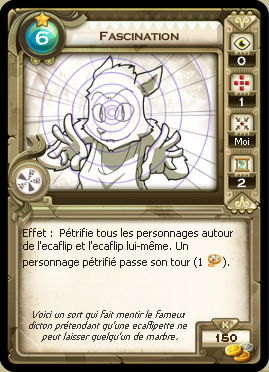 6
FASCINATION
0
1
Moi
2
Effet : Pétrifie tous les personnages autour
de l'ecaflip et l'ecaflip lui-même. Un
personnage pétrifié passe son tour (1 ).
Voici un sort qui fait mentir le fameux
dicton prétendant qu'une ecaflipette ne
peut laisser quelqu'un de marbre.
K
150